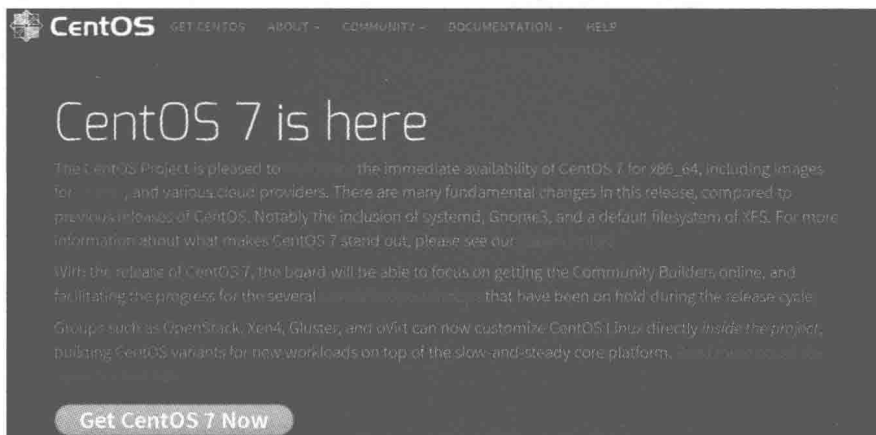 CentOS GET CENTOS ABOUT COMMUNITY DOCUMENTATION HELP
CentOS 7 is here
The CentOS Project is pleased to the immediate availability of CentOS 7 for x86_64, including images
for , and various cloud providers. There are many fundamental changes in this release, compared to
previous releases of CentOS. Notably the inclusion of systemd, Gnome3, and a default filesystem of XFS. For more
information about what makes CentOS 7 stand out, please see our
With the release of CentOS 7, the board will be able to focus on getting the Community Builders online, and
facilitating the progress for the several that have been on hold during the release cycle
Groups such as OpenStack, Xen4, Gluster, and oVirt can now customize CentOS Linux directly inside the project,
building CentOS variants for new workloads on top of the slow-and-steady core platform.
Get CentOS 7 Now